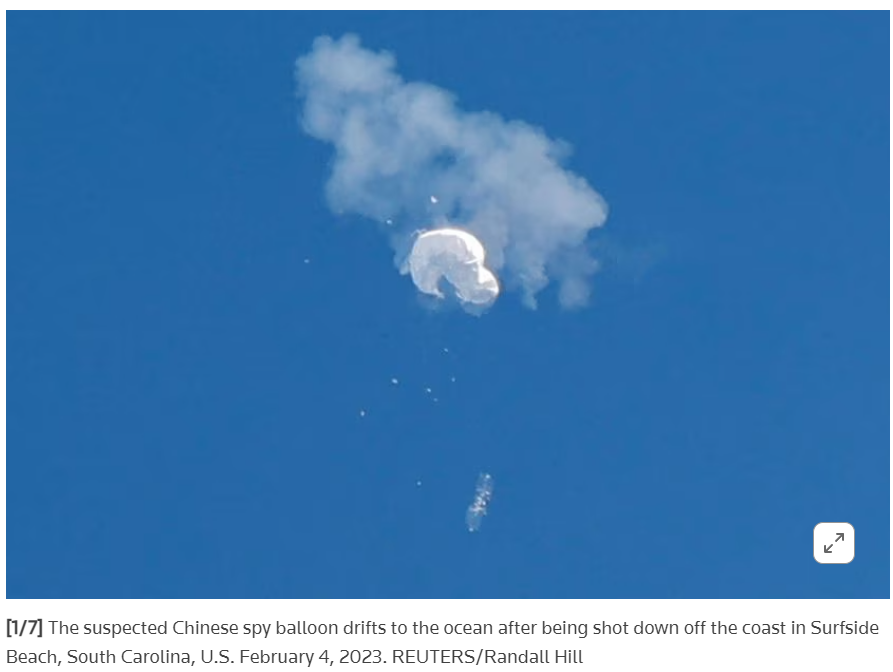 [1/7] The suspected Chinese spy balloon drifts to the ocean after being shot down off the coast in Surfside
Beach, South Carolina, U.S. February 4, 2023. REUTERS/Randall Hill